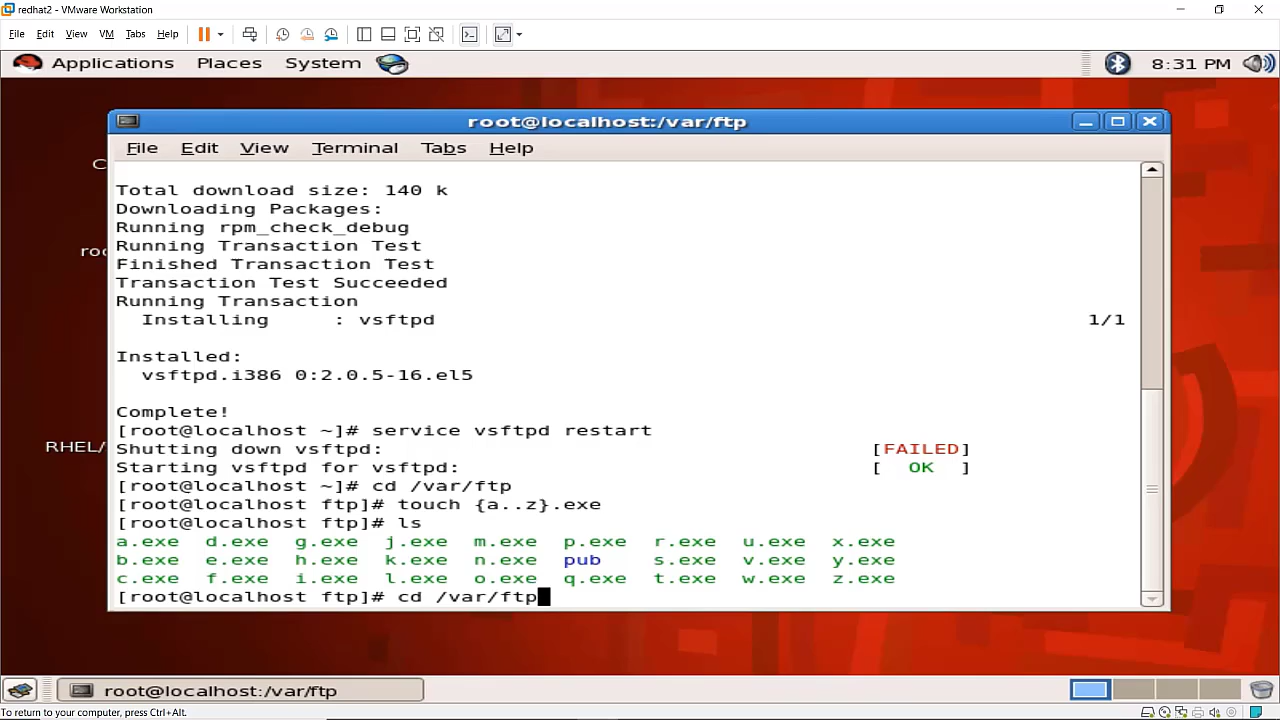 redhat2 - VMware Workstation
File Edit View VM Tabs Help
Applications Places System 8:31 PM
root@localhost:/var/ftp
File Edit View Terminal Tabs Help
Total download size: 140 k
Downloading Packages:
Running rpm_check_debug
Running Transaction Test
Finished Transaction Test
Transaction Test Succeeded
Running Transaction
Installing : vsftpd 1/1
Installed:
vsftpd.i386 0:2.0.5-16.el5
Complete!
[root@localhost ~]# service vsftpd restart
Shutting down vsftpd: [FAILED]
Starting vsftpd for vsftpd: [ OK ]
[root@localhost ~]# cd /var/ftp
[root@localhost ftp]# touch {a..z}.exe
[root@localhost ftp]# ls
a.exe d.exe g.exe j.exe m.exe p.exe r.exe u.exe x.exe
b.exe e.exe h.exe k.exe n.exe pub s.exe v.exe y.exe
c.exe f.exe i.exe l.exe o.exe q.exe t.exe w.exe z.exe
[root@localhost ftp]# cd /var/ftp
C
roo
RHEL/
root@localhost:/var/ftp
To return to your computer, press Ctrl+Alt.